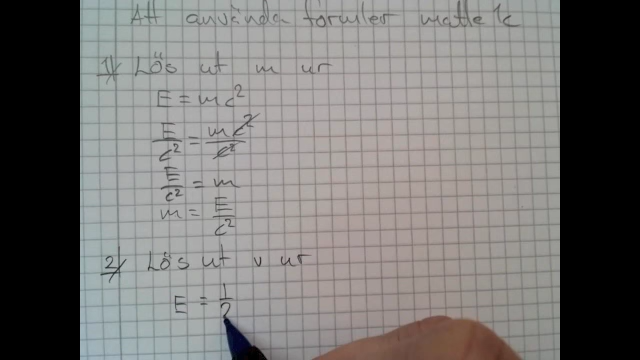 Att använda formler matte 1c
1) Lös ut m ur
E = mc²
E/c² = mc²/c²
E/c² = m
m = E/c²
2) Lös ut v ur
E = 1/2